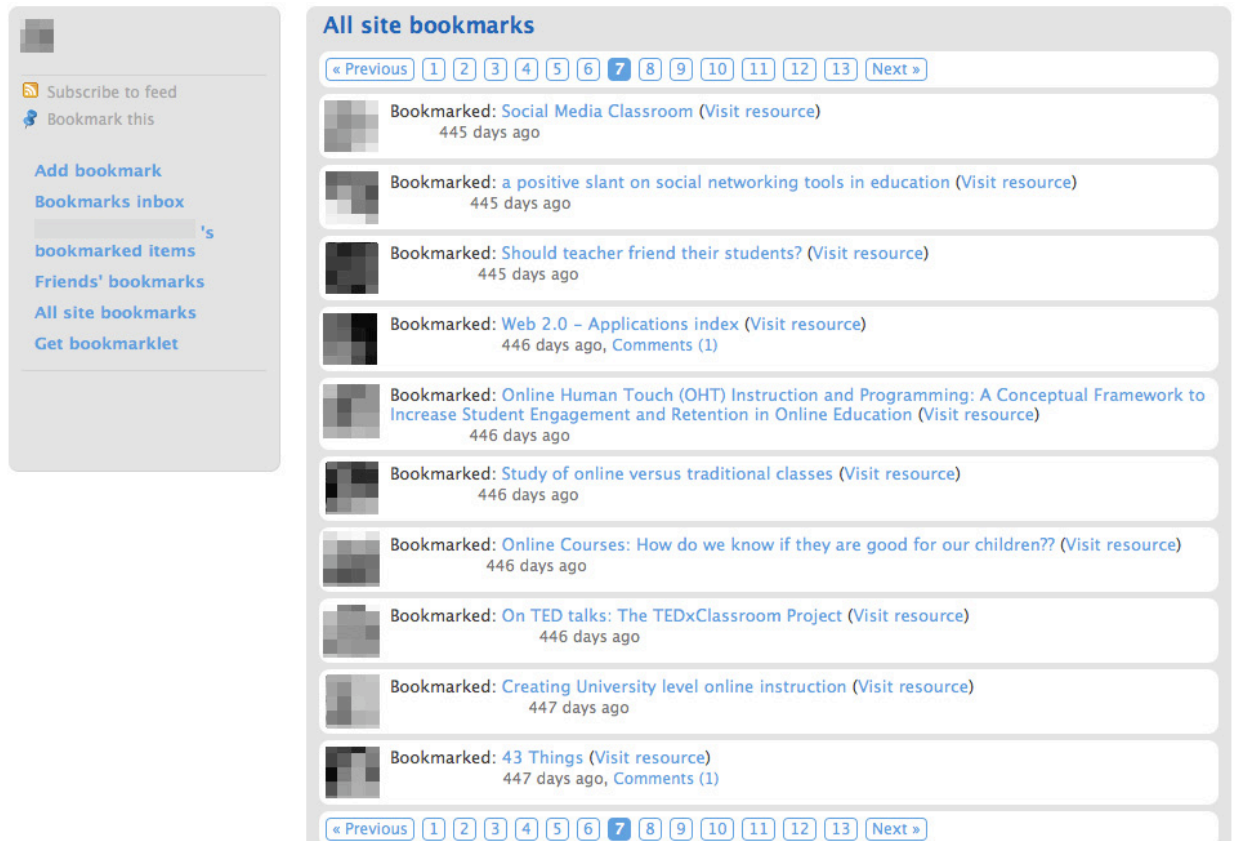 Subscribe to feed
Bookmark this
Add bookmark
Bookmarks inbox
's
bookmarked items
Friends' bookmarks
All site bookmarks
Get bookmarklet
All site bookmarks
« Previous 1 2 3 4 5 6 7 8 9 10 11 12 13 Next »
Bookmarked: Social Media Classroom (Visit resource)
445 days ago
Bookmarked: a positive slant on social networking tools in education (Visit resource)
445 days ago
Bookmarked: Should teacher friend their students? (Visit resource)
445 days ago
Bookmarked: Web 2.0 – Applications index (Visit resource)
446 days ago, Comments (1)
Bookmarked: Online Human Touch (OHT) Instruction and Programming: A Conceptual Framework to
Increase Student Engagement and Retention in Online Education (Visit resource)
446 days ago
Bookmarked: Study of online versus traditional classes (Visit resource)
446 days ago
Bookmarked: Online Courses: How do we know if they are good for our children?? (Visit resource)
446 days ago
Bookmarked: On TED talks: The TEDxClassroom Project (Visit resource)
446 days ago
Bookmarked: Creating University level online instruction (Visit resource)
447 days ago
Bookmarked: 43 Things (Visit resource)
447 days ago, Comments (1)
« Previous 1 2 3 4 5 6 7 8 9 10 11 12 13 Next »